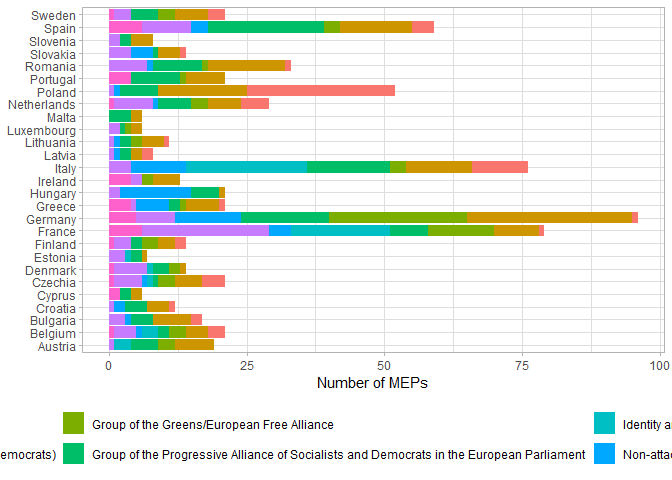 Sweden
Spain
Slovenia
Slovakia
Romania
Portugal
Poland
Netherlands
Malta
Luxembourg
Lithuania
Latvia
Italy
Ireland
Hungary
Greece
Germany
France
Finland
Estonia
Denmark
Czechia
Cyprus
Croatia
Bulgaria
Belgium
Austria
0 25 50 75 100
Number of MEPs
Group of the Greens/European Free Alliance Identity a
emocrats) Group of the Progressive Alliance of Socialists and Democrats in the European Parliament Non-attac